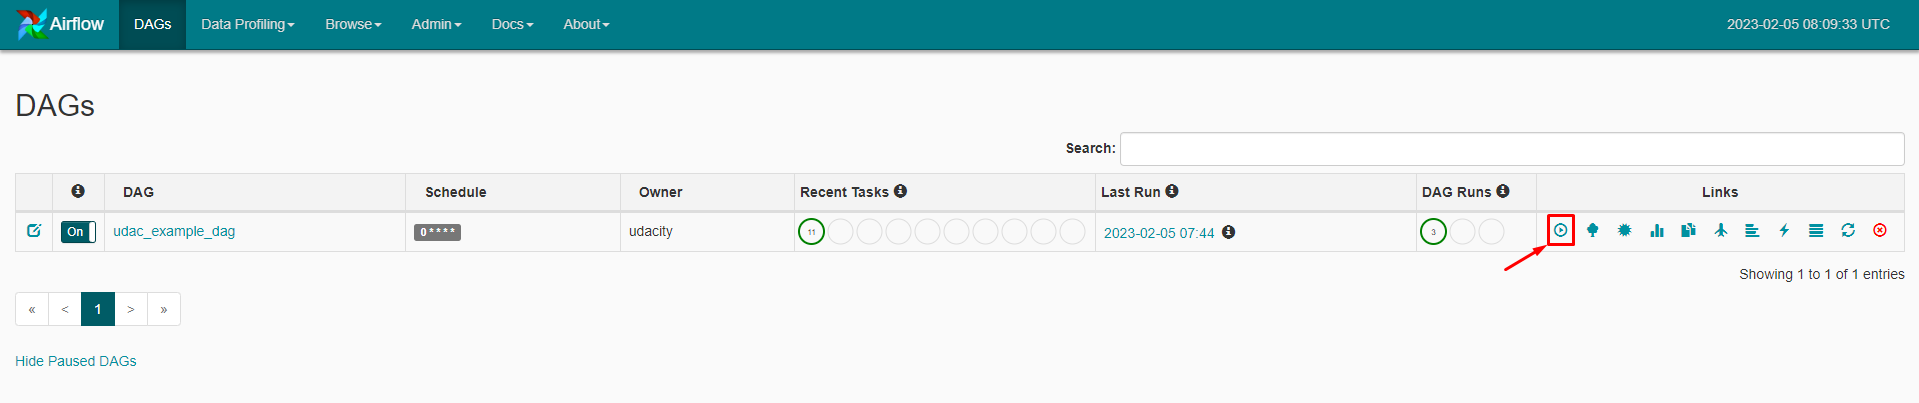 Airflow DAGs Data Profiling Browse Admin Docs About 2023-02-05 08:09:33 UTC
DAGs
Search:
DAG Schedule Owner Recent Tasks Last Run DAG Runs Links
On udac_example_dag 0 * * * * udacity 11 2023-02-05 07:44 3
Showing 1 to 1 of 1 entries
« < 1 > »
Hide Paused DAGs